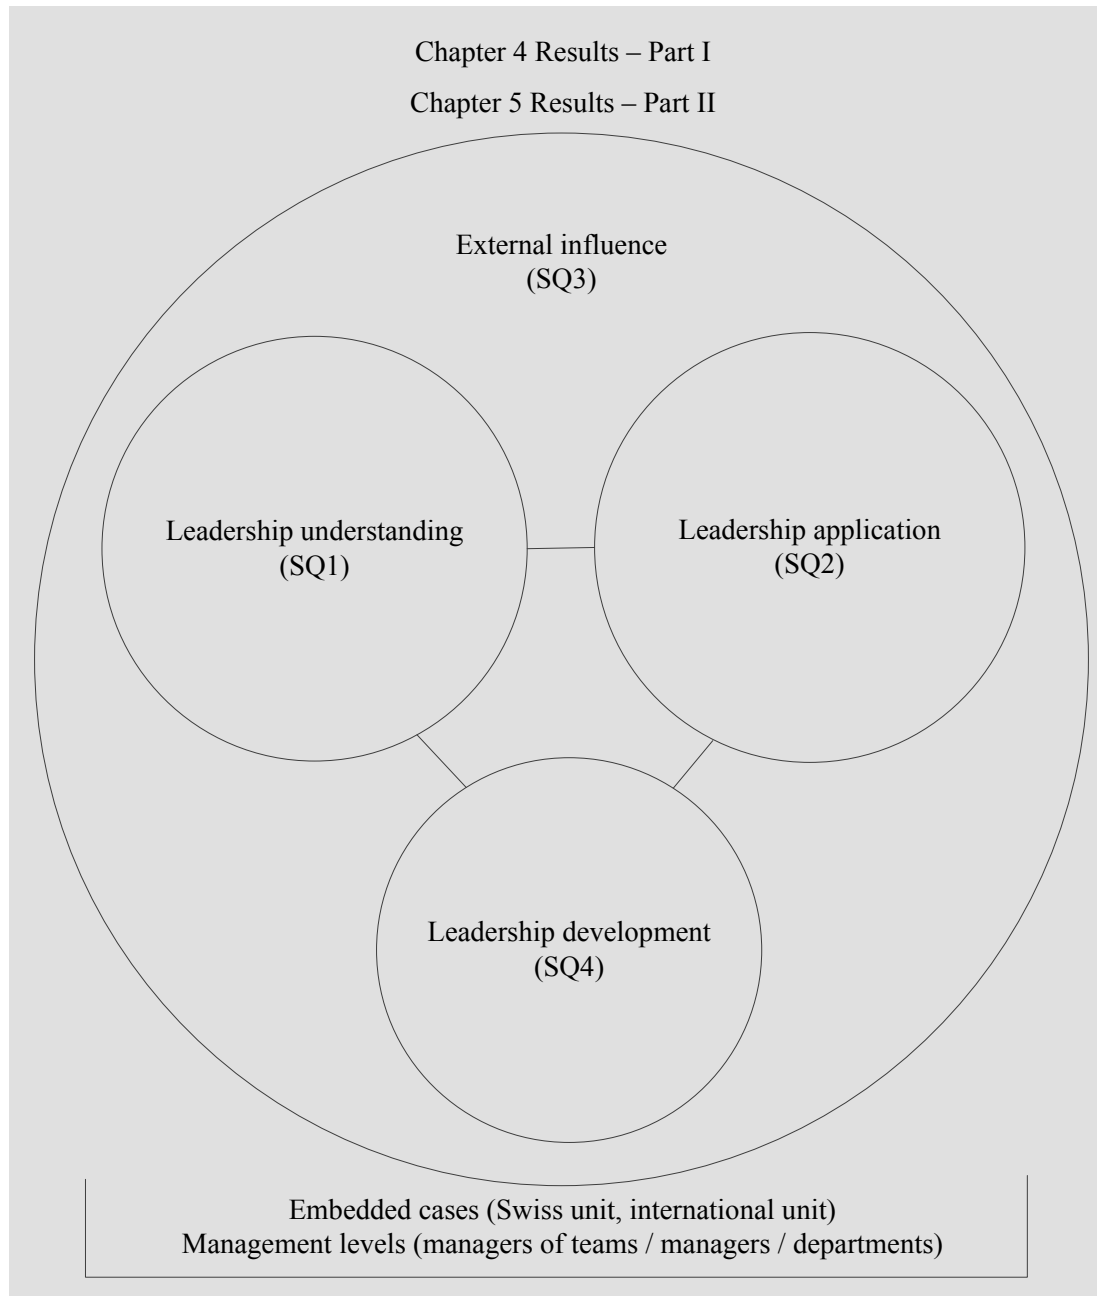 Chapter 4 Results – Part I
Chapter 5 Results – Part II
External influence
(SQ3)
Leadership understanding
(SQ1)
Leadership application
(SQ2)
Leadership development
(SQ4)
Embedded cases (Swiss unit, international unit)
Management levels (managers of teams / managers / departments)